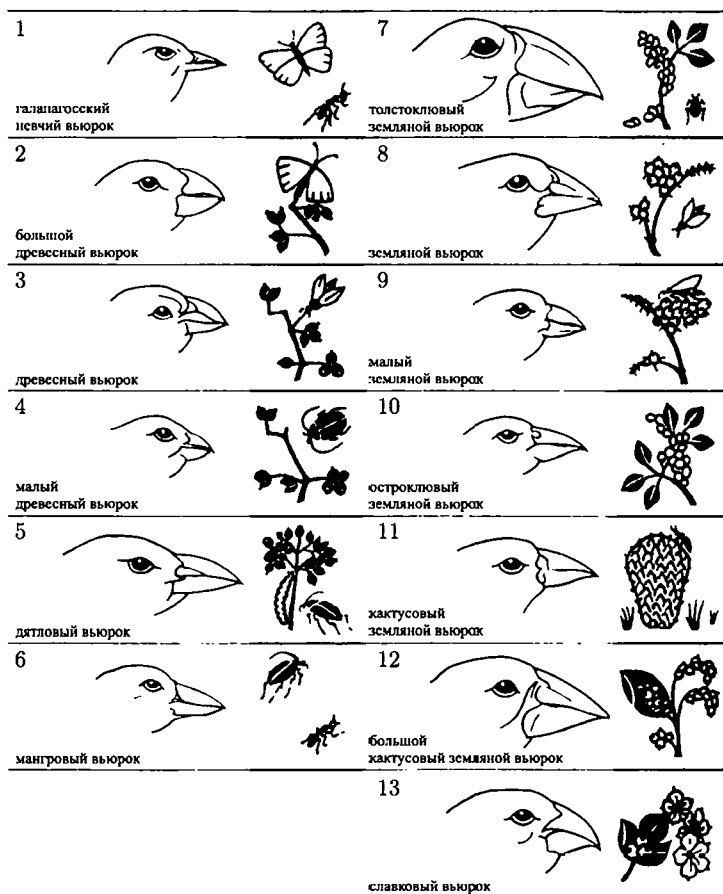 1
галапагосский
певчий вьюрок
2
большой
древесный вьюрок
3
древесный вьюрок
4
малый
древесный вьюрок
5
дятловый вьюрок
6
мангровый вьюрок
7
толстоклювый
земляной вьюрок
8
земляной вьюрок
9
малый
земляной вьюрок
10
остроклювый
земляной вьюрок
11
кактусовый
земляной вьюрок
12
большой
кактусовый земляной вьюрок
13
славковый вьюрок